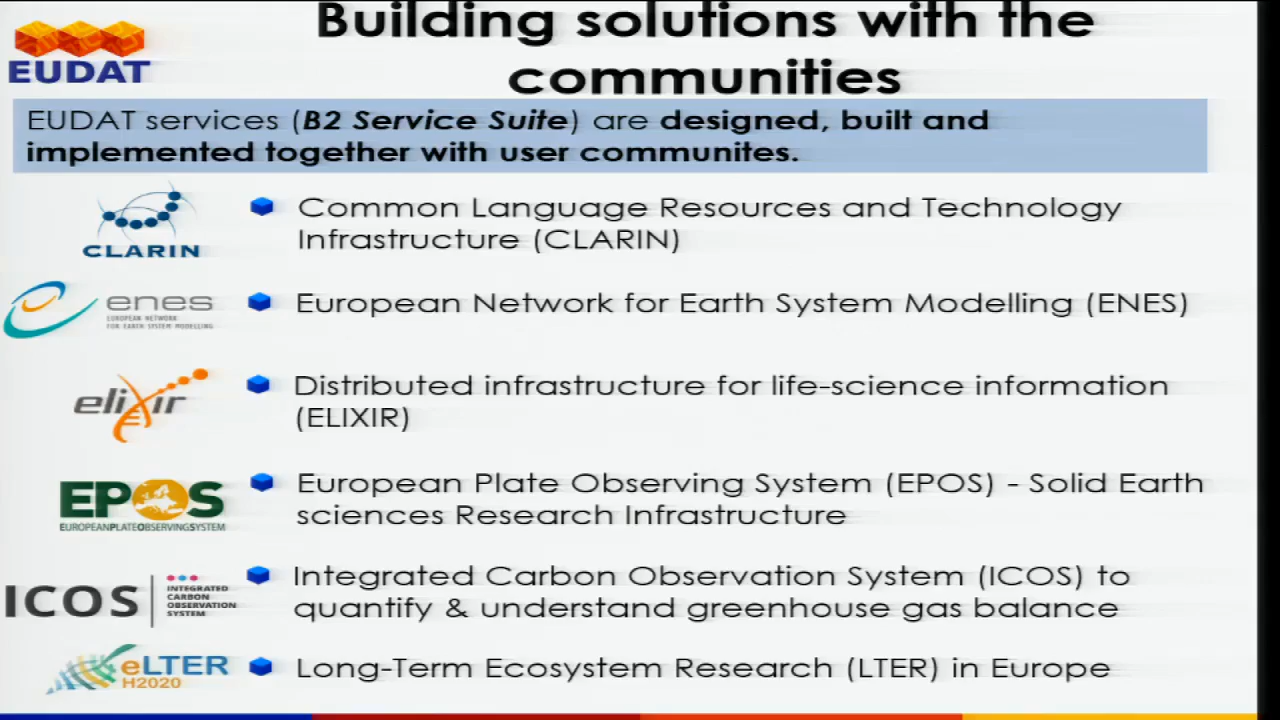 Building solutions with the
communities
EUDAT
EUDAT services (B2 Service Suite) are designed, built and
implemented together with user communites.
CLARIN
Common Language Resources and Technology
Infrastructure (CLARIN)
enes
EUROPEAN NETWORK
FOR EARTH SYSTEM MODELLING
European Network for Earth System Modelling (ENES)
elixir
Distributed infrastructure for life-science information
(ELIXIR)
EPOS
EUROPEANPLATEOBSERVINGSYSTEM
European Plate Observing System (EPOS) - Solid Earth
sciences Research Infrastructure
ICOS
INTEGRATED
CARBON
OBSERVATION
SYSTEM
Integrated Carbon Observation System (ICOS) to
quantify & understand greenhouse gas balance
eLTER
H2020
Long-Term Ecosystem Research (LTER) in Europe